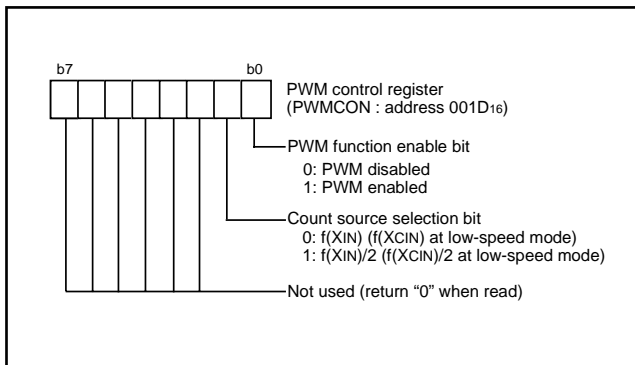 b7 b0
PWM control register
(PWMCON : address 001D16)
PWM function enable bit
0: PWM disabled
1: PWM enabled
Count source selection bit
0: f(XIN) (f(XCIN) at low-speed mode)
1: f(XIN)/2 (f(XCIN)/2 at low-speed mode)
Not used (return “0” when read)